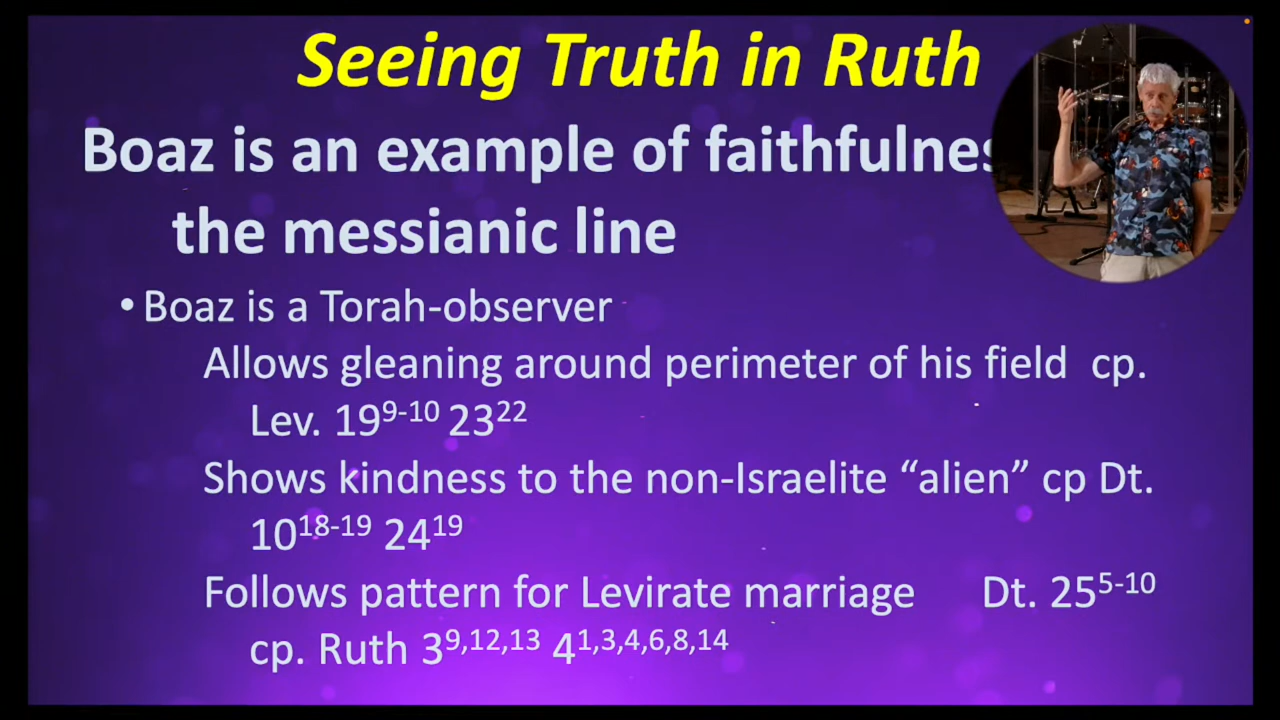 Seeing Truth in Ruth
Boaz is an example of faithfulnes
the messianic line
• Boaz is a Torah-observer
Allows gleaning around perimeter of his field cp.
Lev. 19⁹⁻¹⁰ 23²²
Shows kindness to the non-Israelite “alien” cp Dt.
10¹⁸⁻¹⁹ 24¹⁹
Follows pattern for Levirate marriage Dt. 25⁵⁻¹⁰
cp. Ruth 3⁹,¹²,¹³ 4¹,³,⁴,⁶,⁸,¹⁴